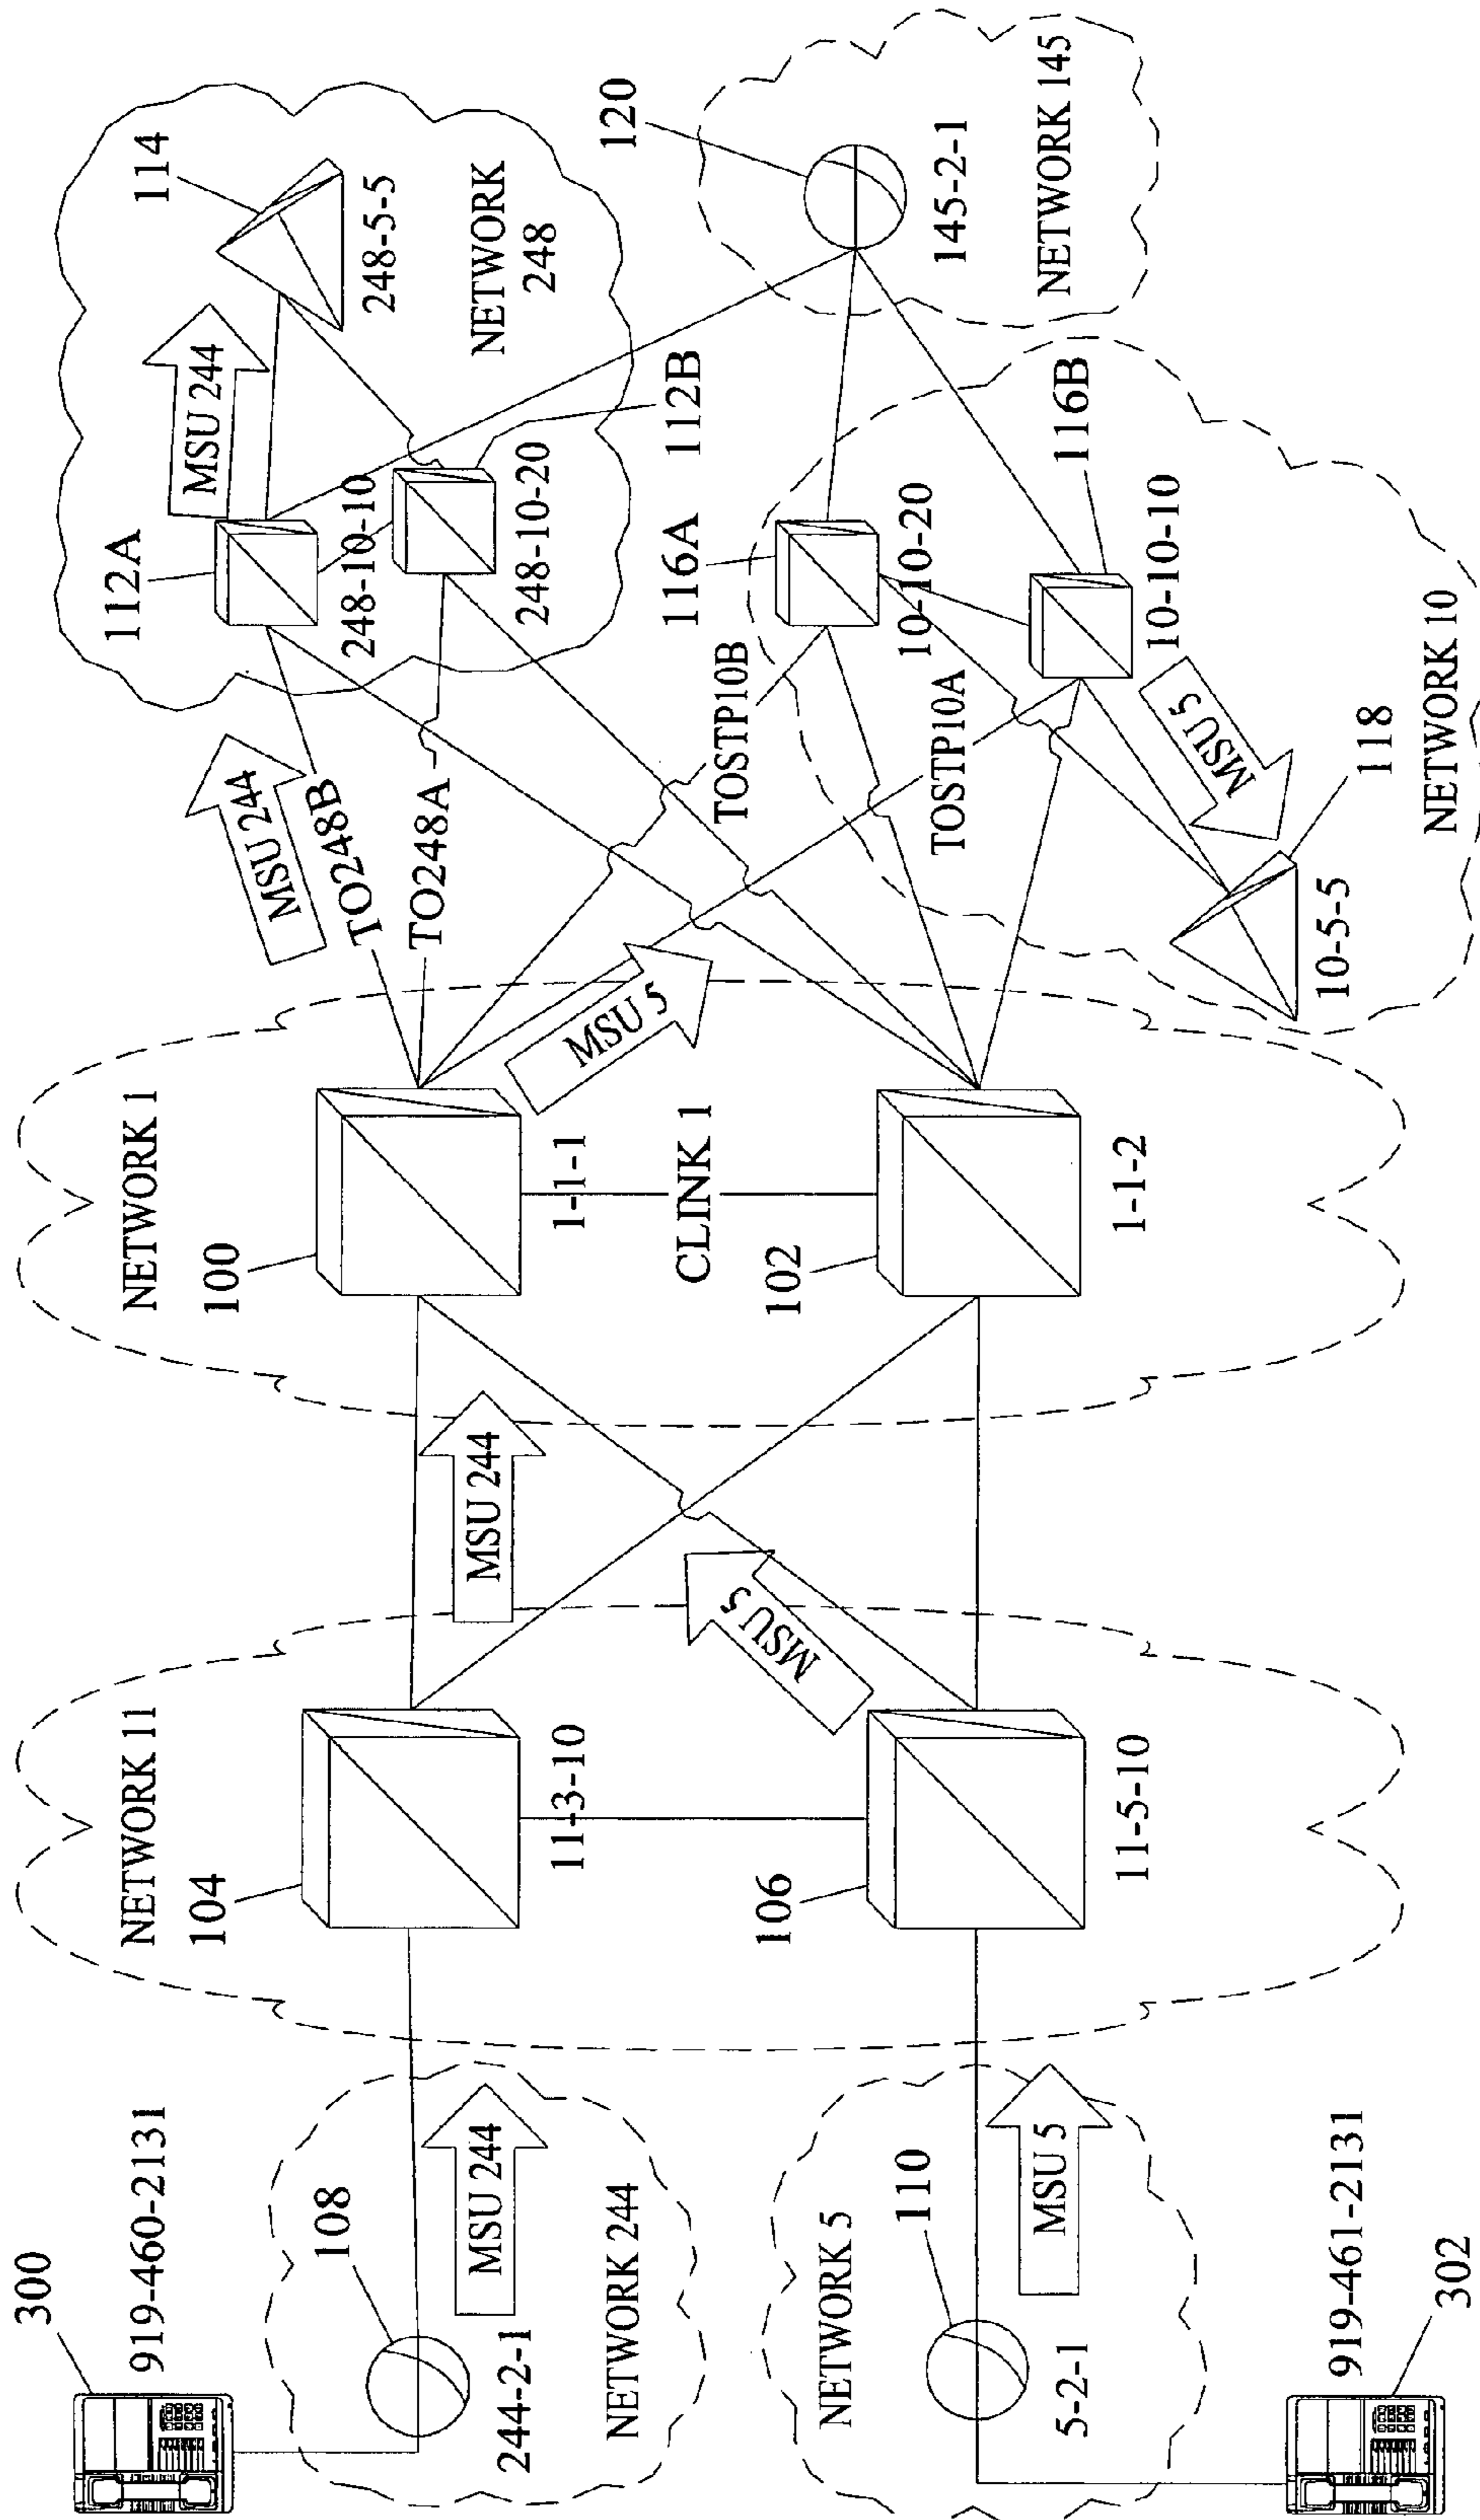 300
919-460-2131
108
244-2-1
MSU 244
NETWORK 244
NETWORK 5
110
5-2-1
MSU 5
919-461-2131
302
NETWORK 11
104
11-3-10
106
11-5-10
MSU 244
MSU 5
NETWORK 1
100
1-1-1
CLINK 1
102
1-1-2
MSU 244
TO248B
TO248A
MSU 5
TOSTP10B
TOSTP10A
112A
248-10-10
MSU 244
114
248-5-5
NETWORK
248
248-10-20
112B
116A
10-10-20
116B
10-10-10
MSU 5
118
10-5-5
NETWORK 10
120
145-2-1
NETWORK 145